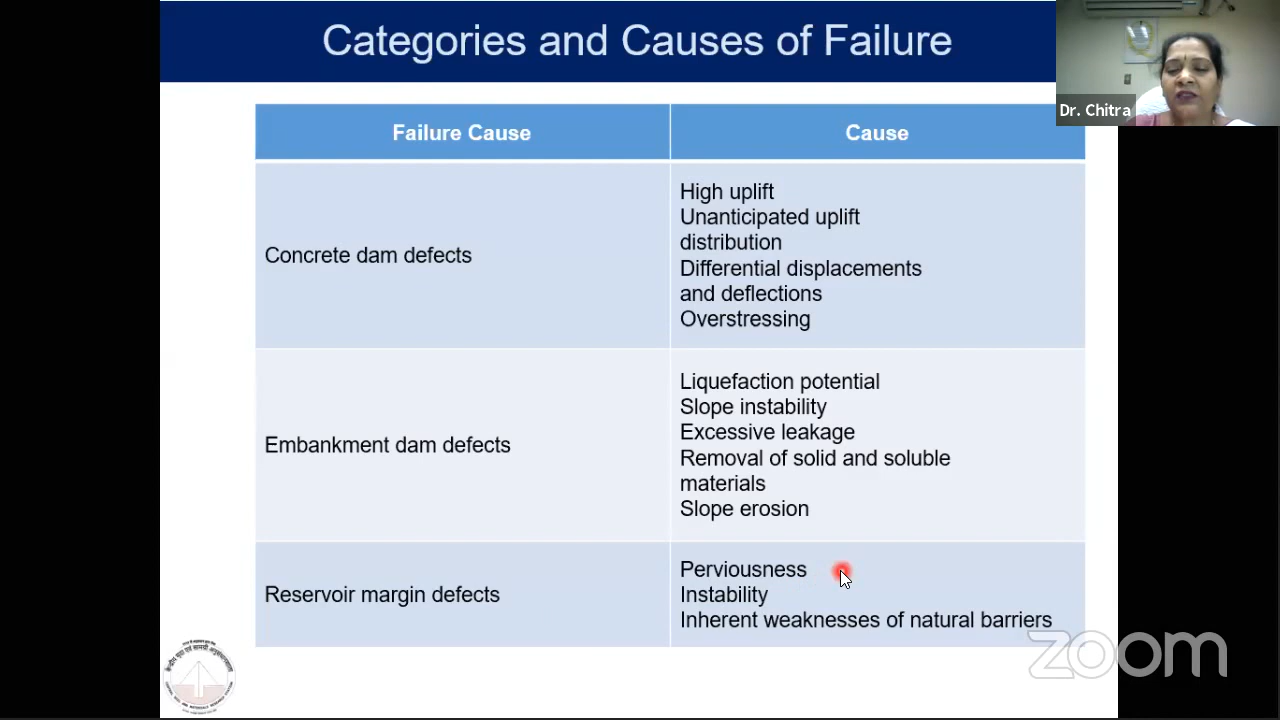 Categories and Causes of Failure
Dr. Chitra
Failure Cause
Cause
Concrete dam defects
High uplift
Unanticipated uplift
distribution
Differential displacements
and deflections
Overstressing
Embankment dam defects
Liquefaction potential
Slope instability
Excessive leakage
Removal of solid and soluble
materials
Slope erosion
Reservoir margin defects
Perviousness
Instability
Inherent weaknesses of natural barriers
zoom